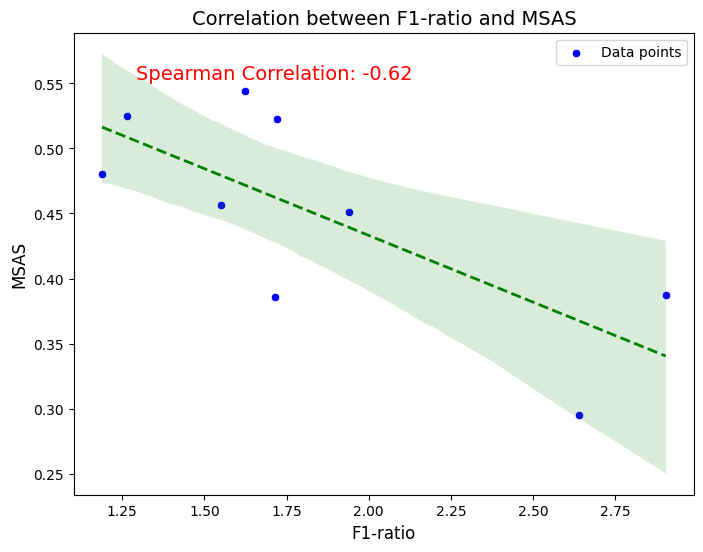 Correlation between F1-ratio and MSAS
Spearman Correlation: -0.62
Data points
MSAS
0.55
0.50
0.45
0.40
0.35
0.30
0.25
1.25 1.50 1.75 2.00 2.25 2.50 2.75
F1-ratio